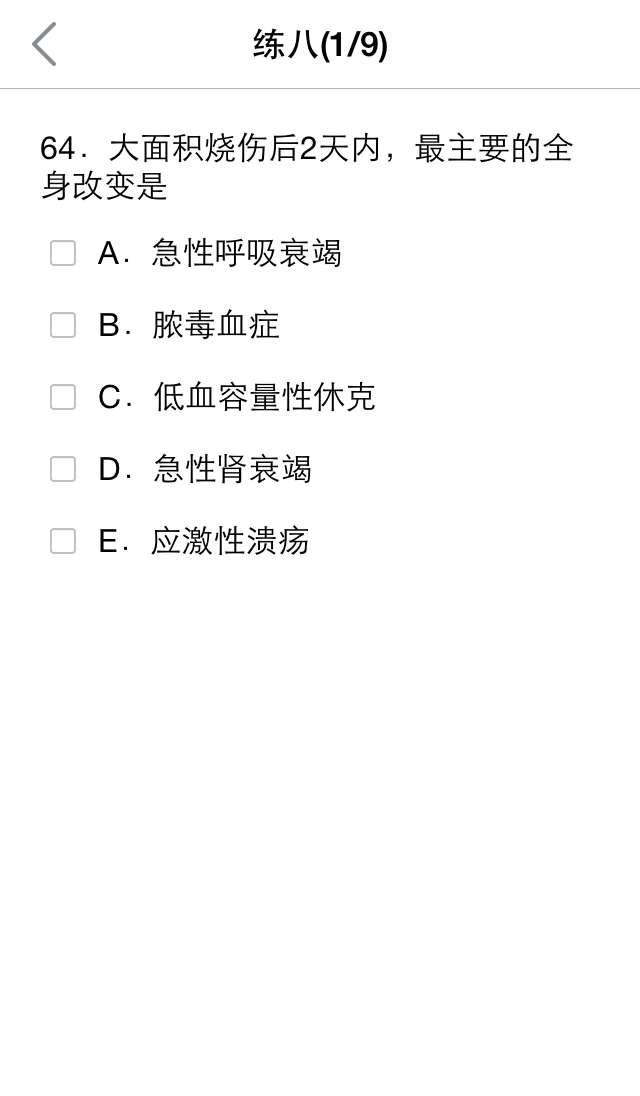 练八(1/9)
64．大面积烧伤后2天内，最主要的全
身改变是
A．急性呼吸衰竭
B．脓毒血症
C．低血容量性休克
D．急性肾衰竭
E．应激性溃疡